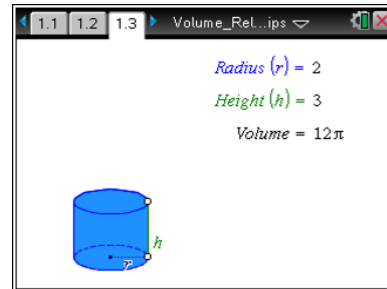 1.1 1.2 1.3 Volume_Rel...ips
Radius (r) = 2
Height (h) = 3
Volume = 12π
h
r